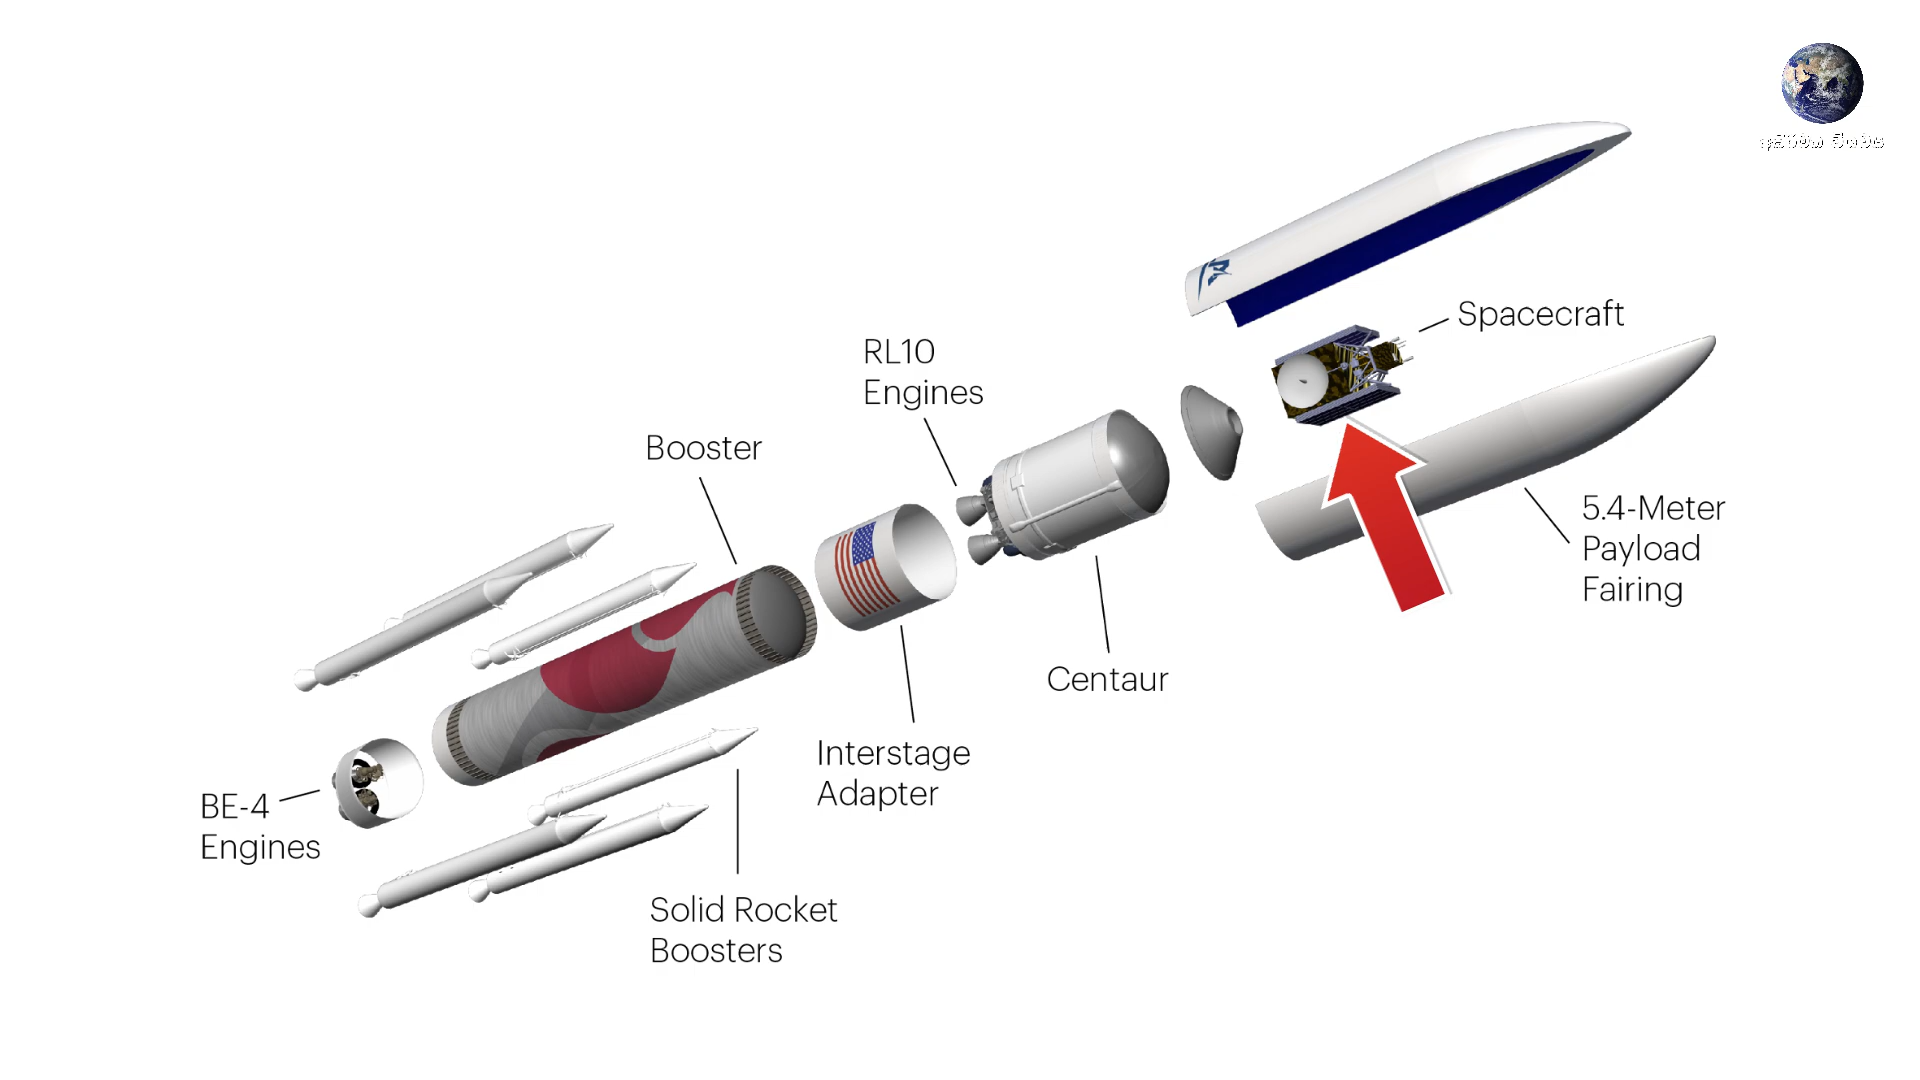 Spacecraft
RL10
Engines
Booster
5.4-Meter
Payload
Fairing
Centaur
Interstage
Adapter
BE-4
Engines
Solid Rocket
Boosters